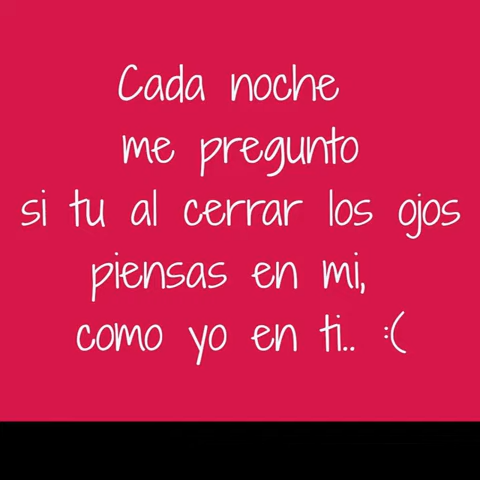 Cada noche
me pregunto
si tu al cerrar los ojos
piensas en mi,
como yo en ti.. :(